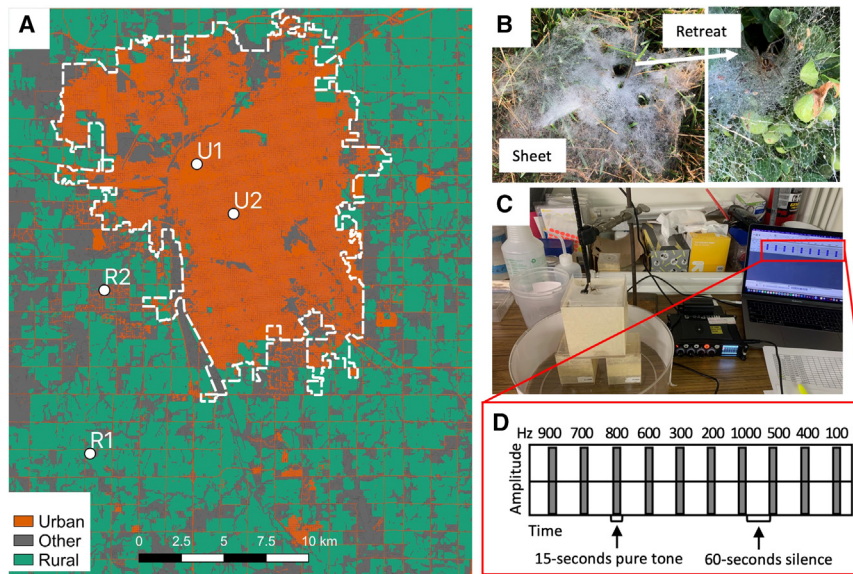 A
U1
U2
R2
R1
Urban
Other
Rural
0 2.5 5 7.5 10 km
B
Retreat
Sheet
C
D
Hz 900 700 800 600 300 200 1000 500 400 100
Amplitude
Time
15-seconds pure tone
60-seconds silence